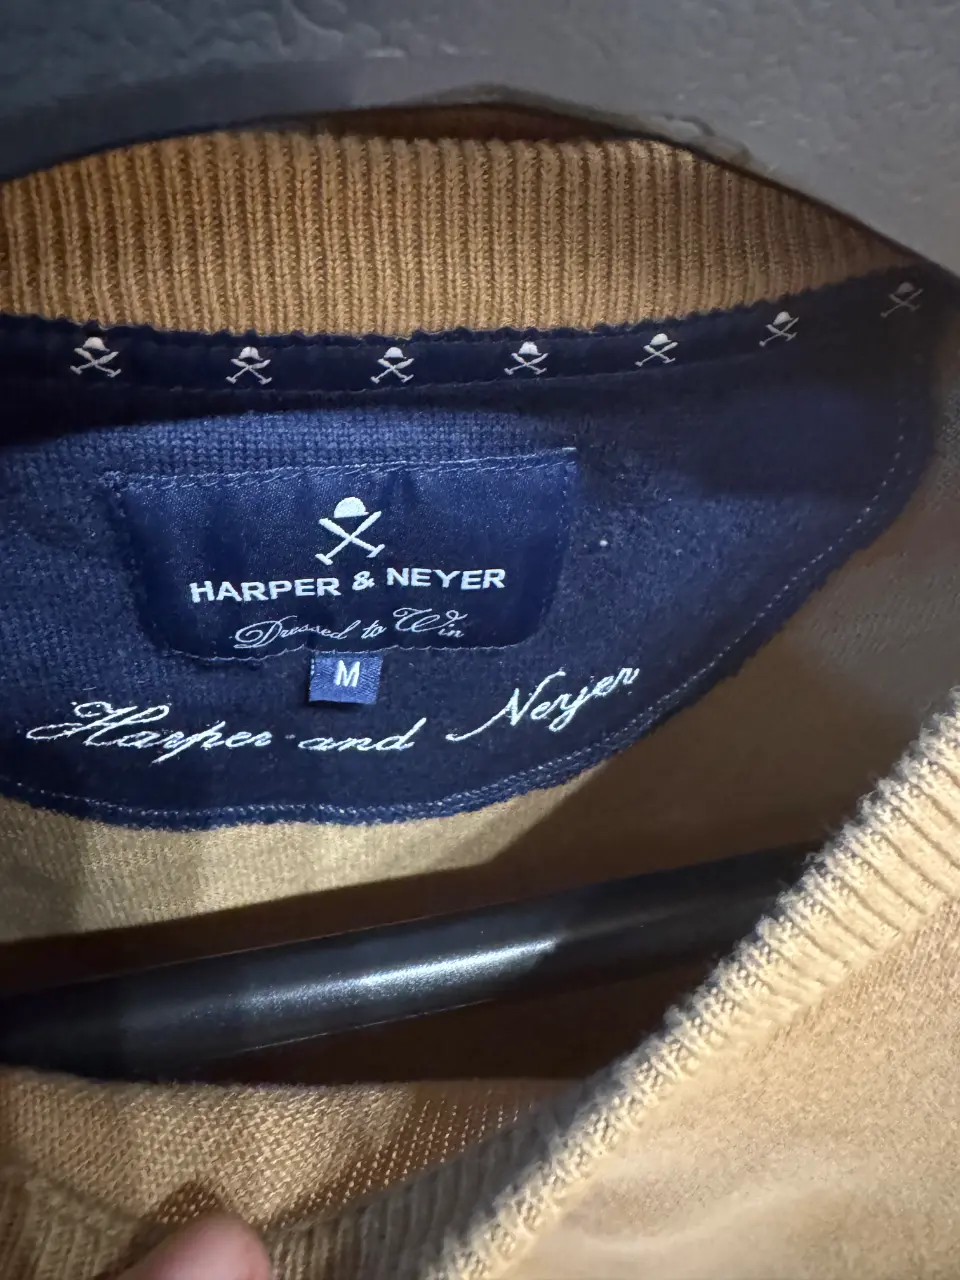 HARPER & NEYER
Dressed to Win
M
Harper and Neyer